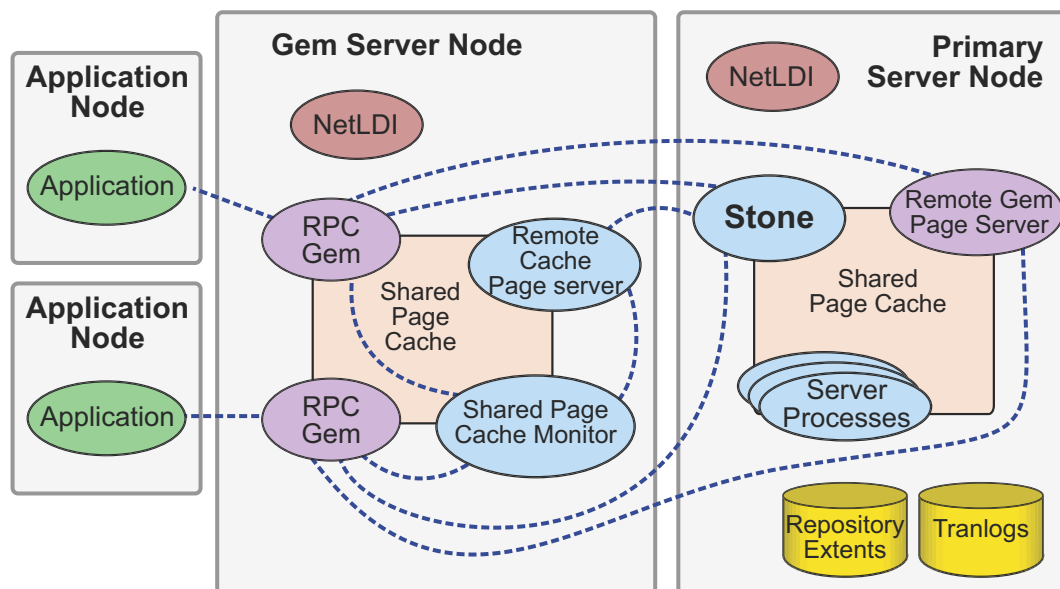 Application
Node
Application
Application
Node
Application
Gem Server Node
NetLDI
RPC
Gem
Remote
Cache
Page server
Shared
Page
Cache
RPC
Gem
Shared Page
Cache Monitor
Primary
Server Node
NetLDI
Stone
Remote Gem
Page Server
Shared
Page Cache
Server
Processes
Repository
Extents
Tranlogs